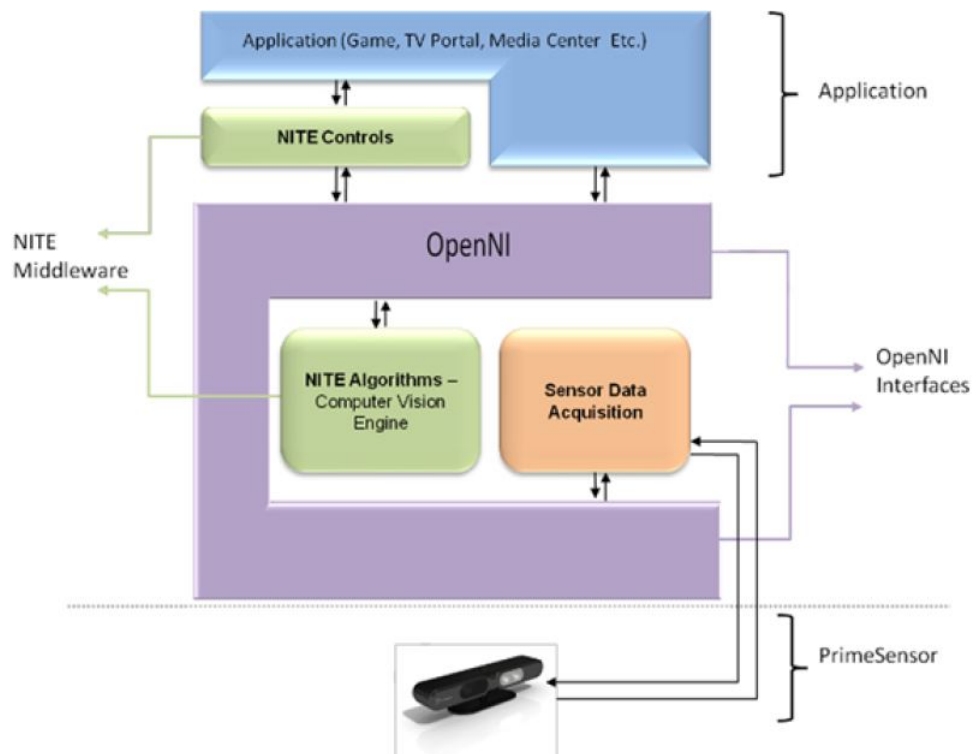 Application (Game, TV Portal, Media Center Etc.)
Application
NITE Controls
NITE
Middleware
OpenNI
NITE Algorithms –
Computer Vision
Engine
Sensor Data
Acquisition
OpenNI
Interfaces
PrimeSensor